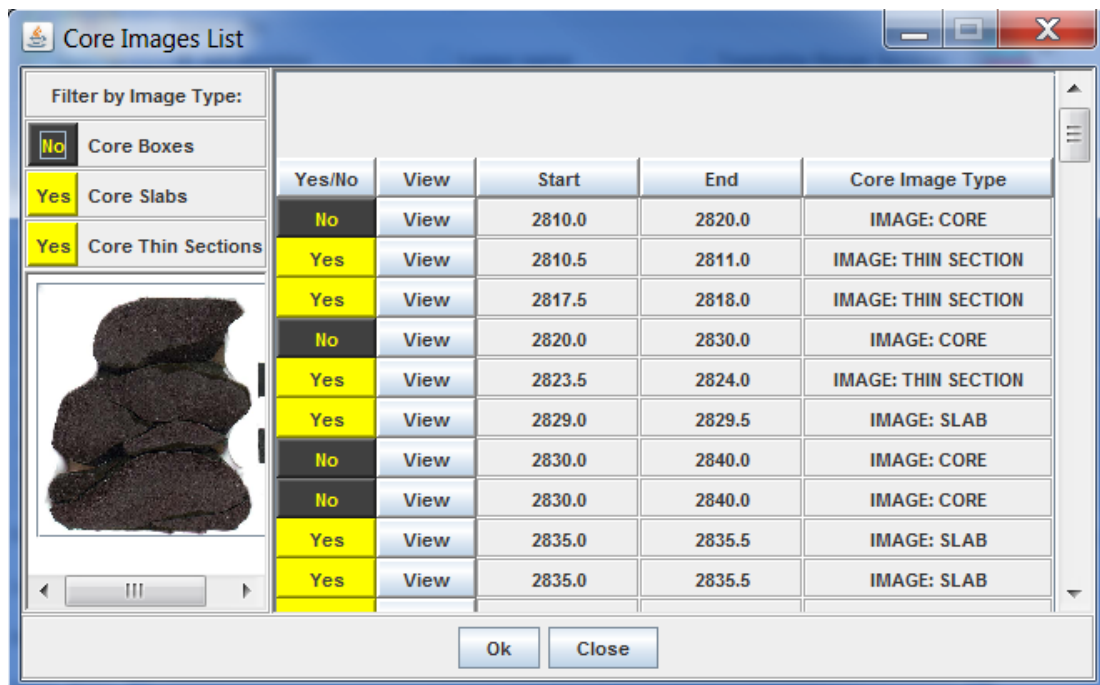 Core Images List
Filter by Image Type:
No Core Boxes
Yes Core Slabs
Yes Core Thin Sections
Yes/No View Start End Core Image Type
No View 2810.0 2820.0 IMAGE: CORE
Yes View 2810.5 2811.0 IMAGE: THIN SECTION
Yes View 2817.5 2818.0 IMAGE: THIN SECTION
No View 2820.0 2830.0 IMAGE: CORE
Yes View 2823.5 2824.0 IMAGE: THIN SECTION
Yes View 2829.0 2829.5 IMAGE: SLAB
No View 2830.0 2840.0 IMAGE: CORE
No View 2830.0 2840.0 IMAGE: CORE
Yes View 2835.0 2835.5 IMAGE: SLAB
Yes View 2835.0 2835.5 IMAGE: SLAB
Ok Close